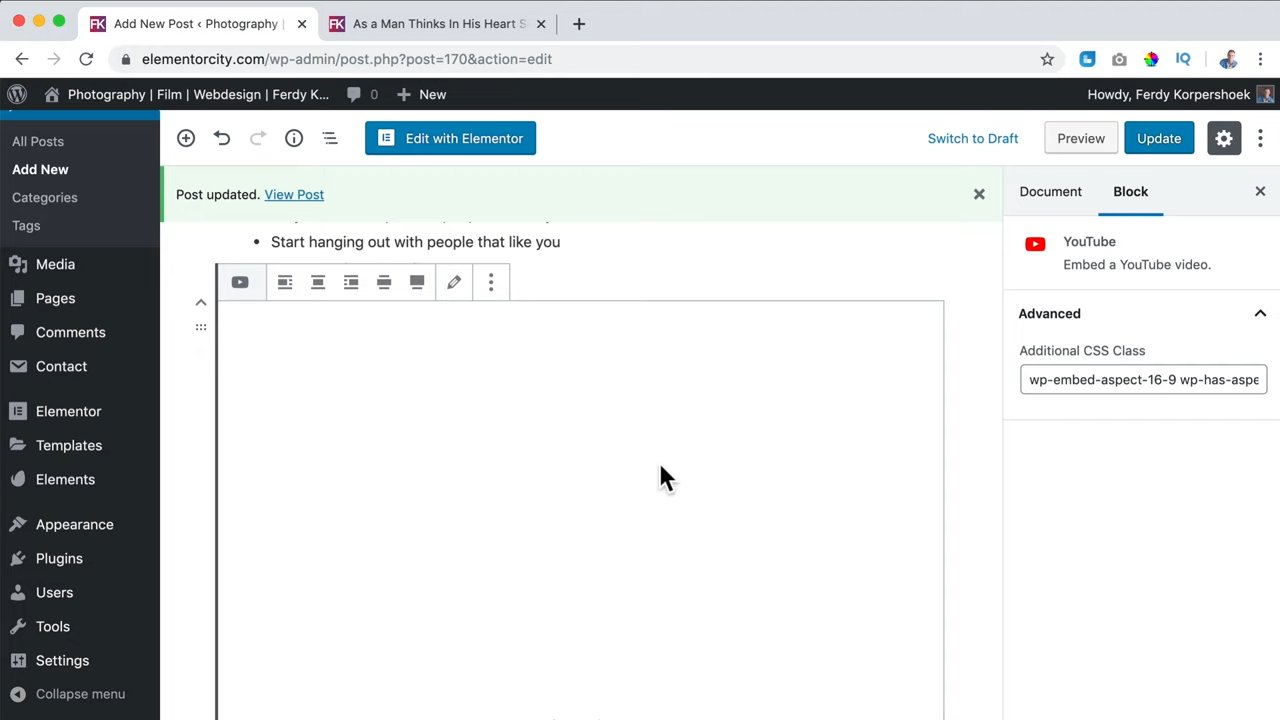 FK Add New Post ‹ Photography |
FK As a Man Thinks In His Heart S
elementorcity.com/wp-admin/post.php?post=170&action=edit
IQ
Photography | Film | Webdesign | Ferdy K...
0
New
Howdy, Ferdy Korpershoek
All Posts
Add New
Categories
Tags
Media
Pages
Comments
Contact
Elementor
Templates
Elements
Appearance
Plugins
Users
Tools
Settings
Collapse menu
Edit with Elementor
Switch to Draft
Preview
Update
Post updated. View Post
• Start hanging out with people that like you
Document
Block
YouTube
Embed a YouTube video.
Advanced
Additional CSS Class
wp-embed-aspect-16-9 wp-has-aspe